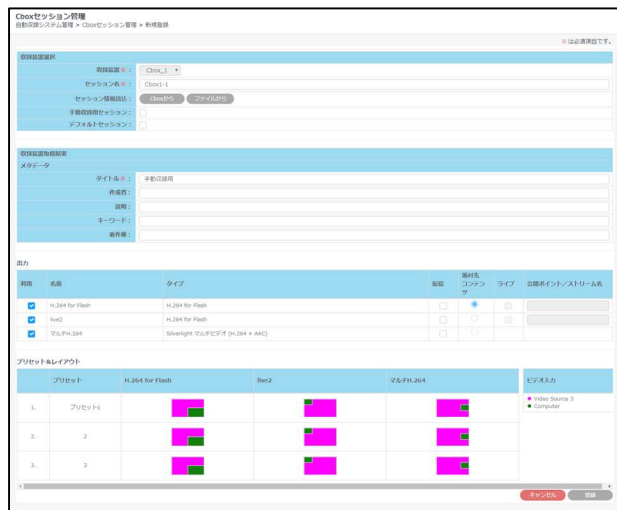 Cboxセッション管理
自動収録システム管理 > Cboxセッション管理 > 新規登録
※ は必須項目です。
収録装置選択
収録装置※： Cbox_1
セッション名※： Cbox1-1
セッション情報読込： Cboxから ファイルから
手動収録用セッション：
デフォルトセッション：
収録装置取得結果
メタデータ
タイトル※： 手動収録用
作成者：
説明：
キーワード：
著作権：
出力
利用 名前 タイプ 配信 添付先コンテンツ ライブ 公開ポイント／ストリーム名
H.264 for Flash H.264 for Flash
live2 H.264 for Flash
マルチH.264 Silverlight マルチビデオ (H.264 + AAC)
プリセット&レイアウト
プリセット H.264 for Flash live2 マルチH.264 ビデオ入力
1. プリセット1
Video Source 3
Computer
2. 2
3. 3
キャンセル 登録